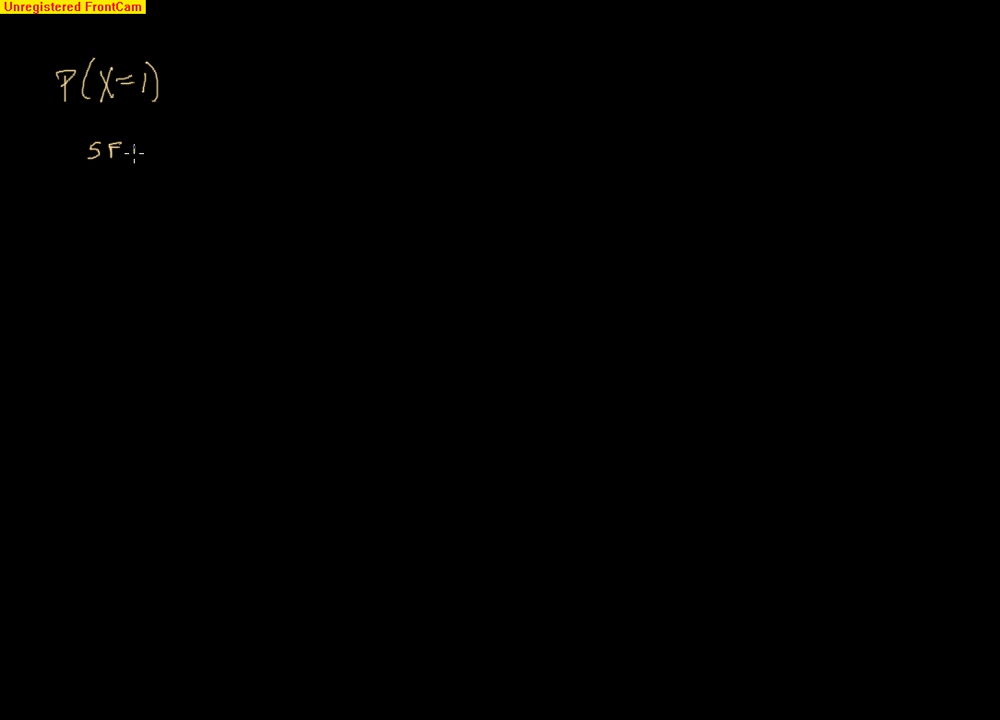 Unregistered FrontCam
P(X=1)
SF